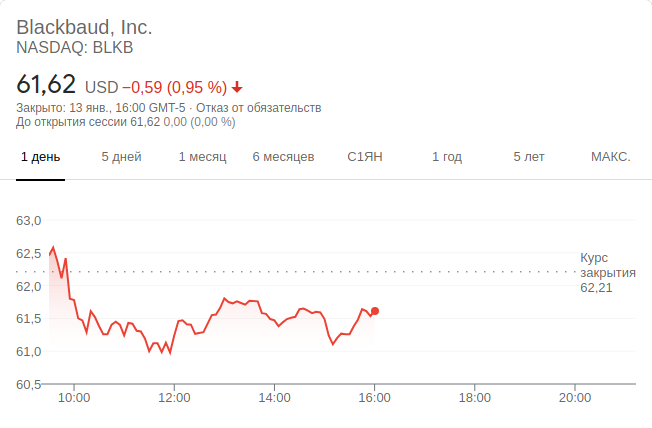 Blackbaud, Inc.
NASDAQ: BLKB
61,62 USD −0,59 (0,95 %)
Закрыто: 13 янв., 16:00 GMT-5 · Отказ от обязательств
До открытия сессии 61,62 0,00 (0,00 %)
1 день 5 дней 1 месяц 6 месяцев С1ЯН 1 год 5 лет МАКС.
63,0
62,5
62,0
61,5
61,0
60,5
Курс
закрытия
62,21
10:00 12:00 14:00 16:00 18:00 20:00